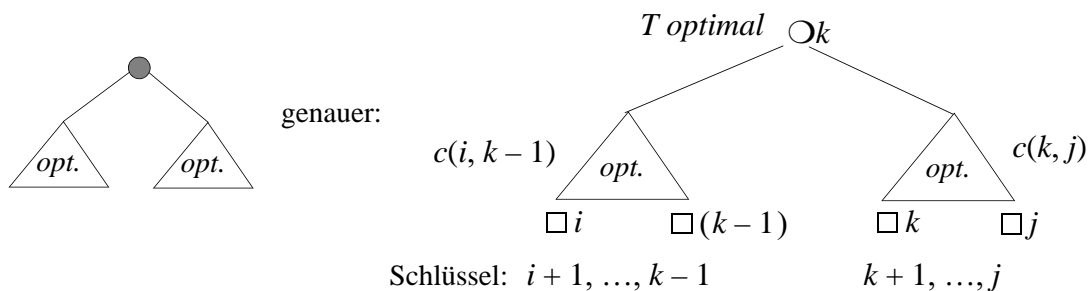 T optimal k
genauer:
opt. opt. c(i, k – 1) opt. opt. c(k, j)
i (k – 1) k j
Schlüssel: i + 1, …, k – 1 k + 1, …, j